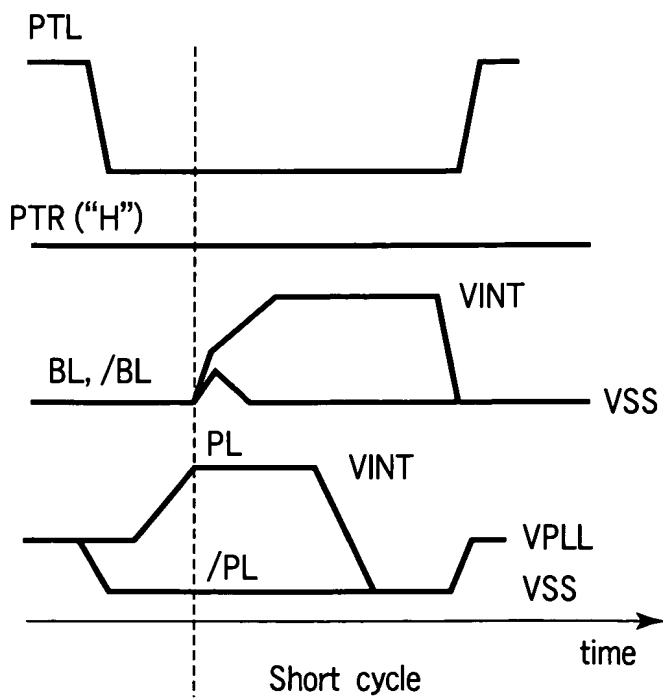 PTL
PTR (“H”)
VINT
BL, /BL
VSS
PL
VINT
VPLL
/PL
VSS
time
Short cycle